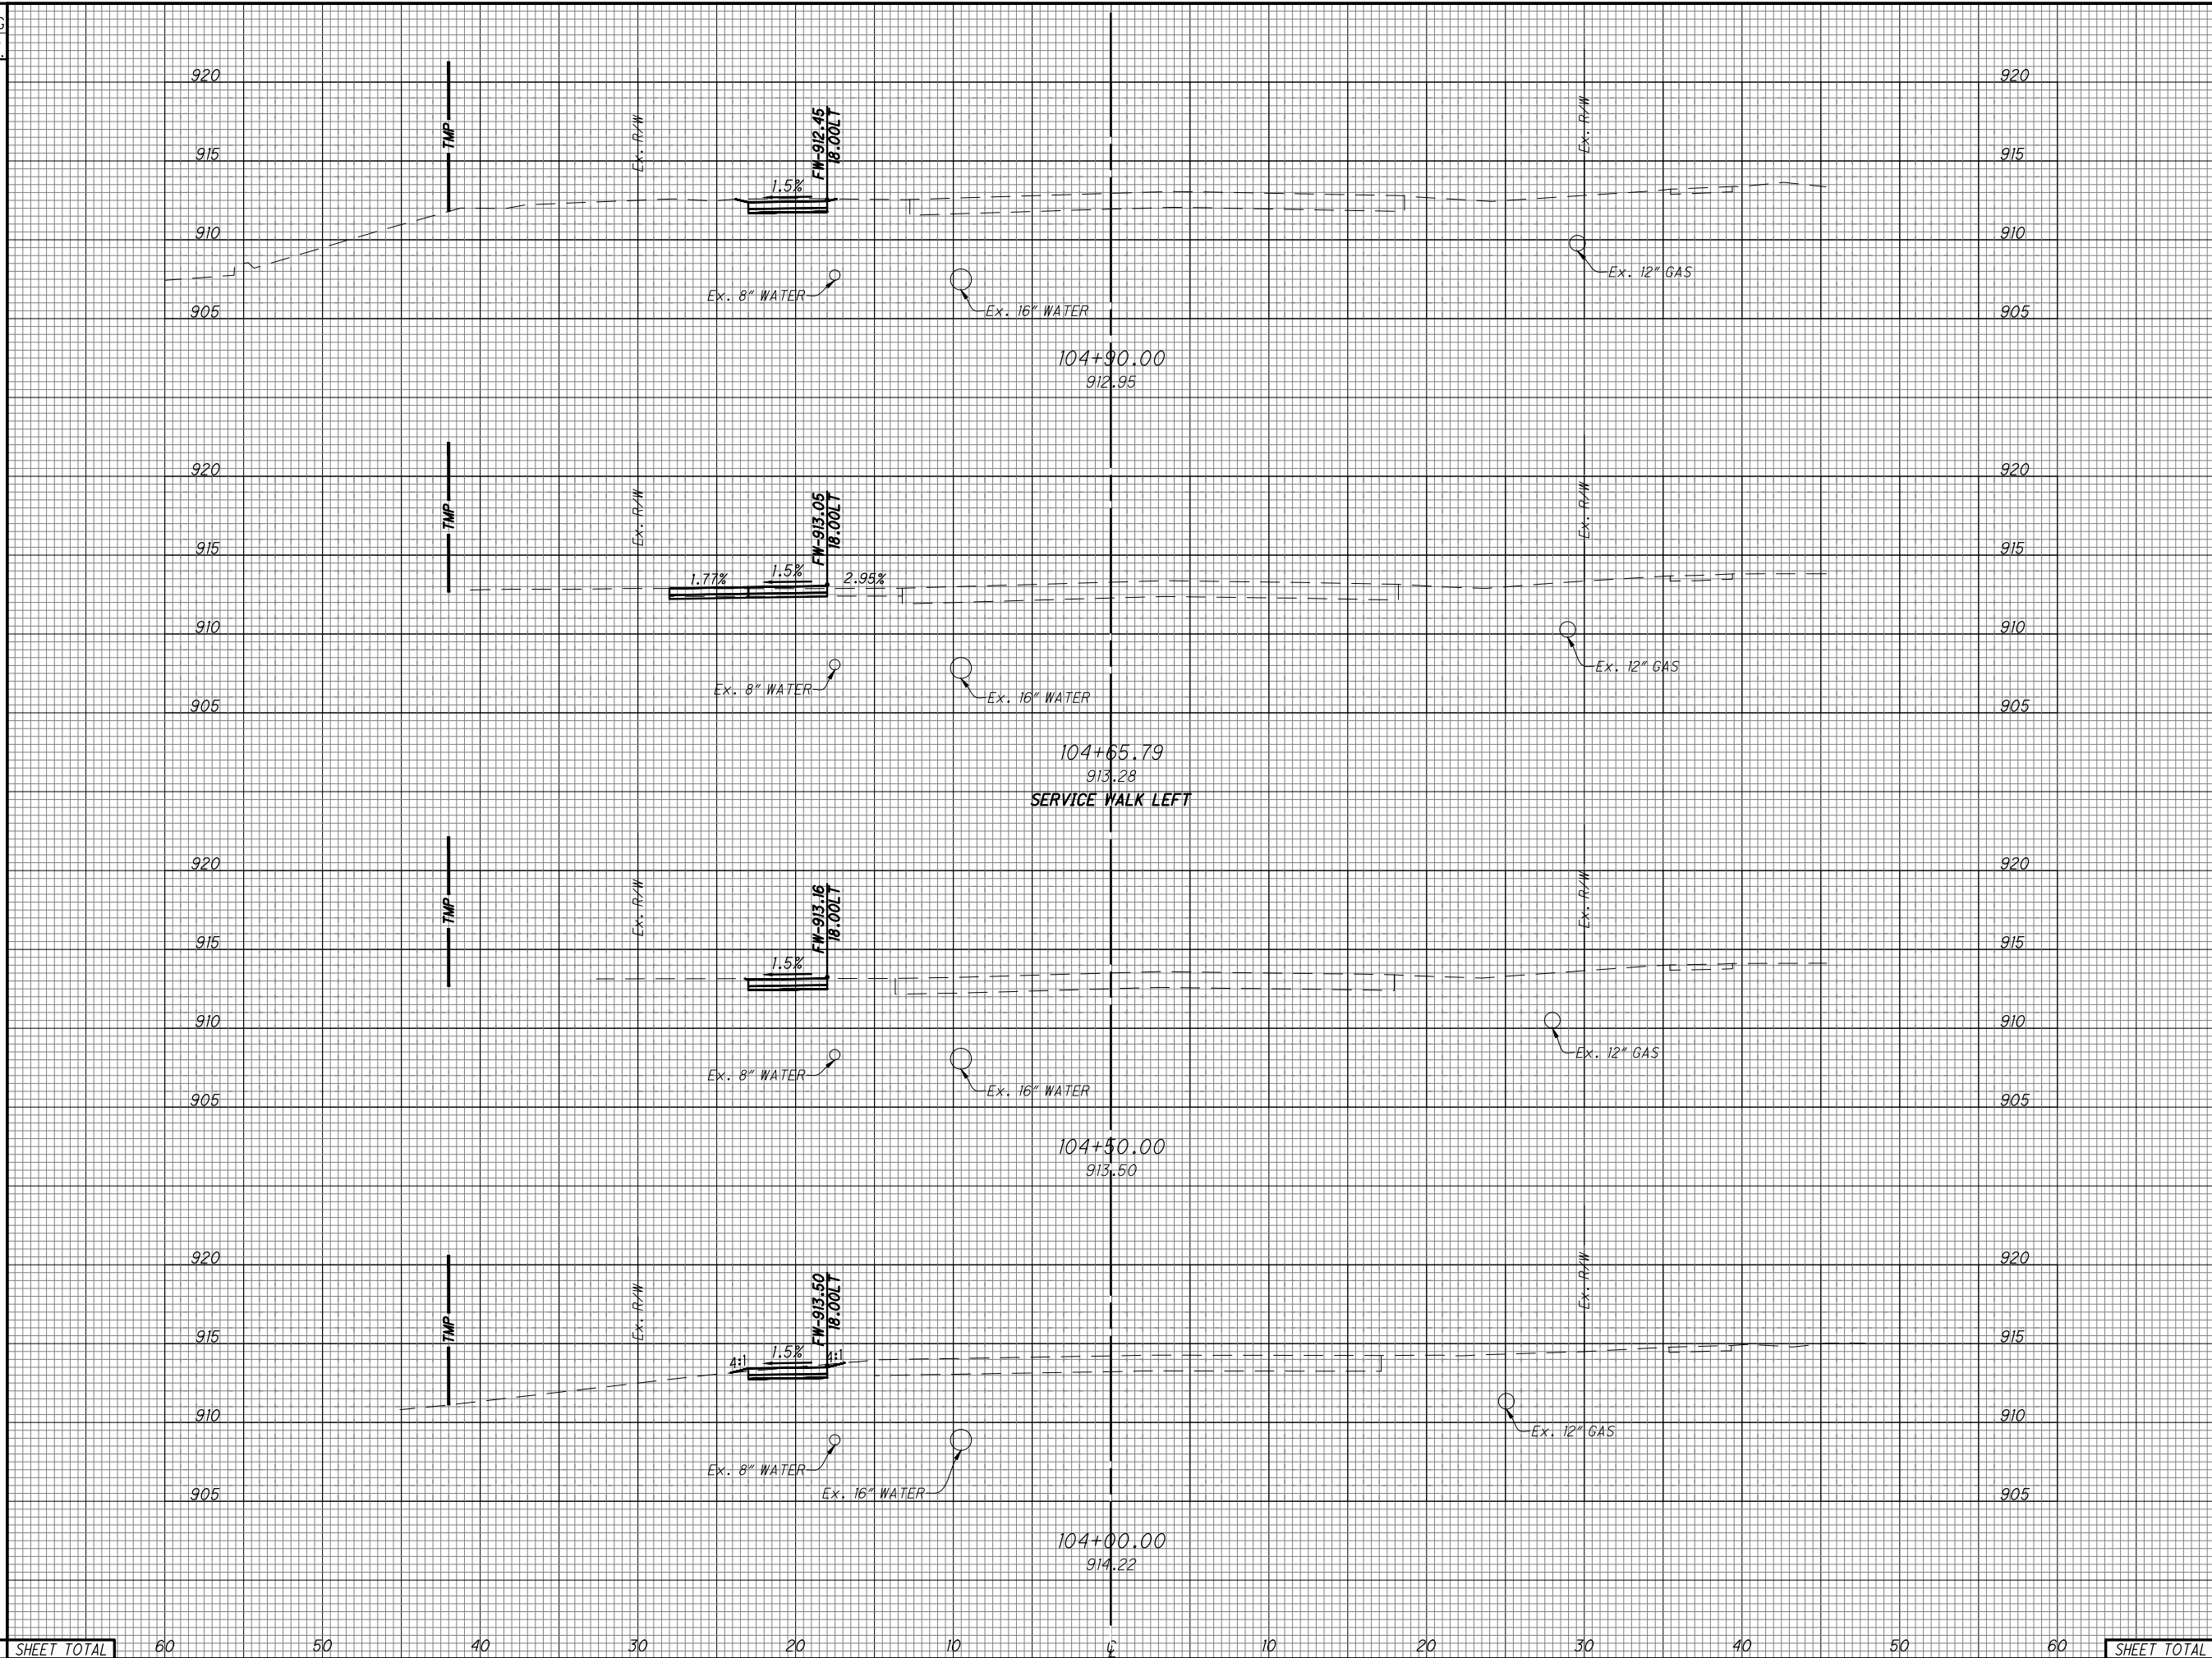 920 920
TMP
Ex. R/W
FW-912.45
18.00LT
Ex. R/W
915 915
1.5%
910 910
Ex. 12" GAS
Ex. 8" WATER
Ex. 16" WATER
905 905
104+90.00
912.95
920 920
TMP
Ex. R/W
FW-913.05
18.00LT
Ex. R/W
915 915
1.77% 1.5% 2.95%
910 910
Ex. 12" GAS
Ex. 8" WATER
Ex. 16" WATER
905 905
104+65.79
913.28
SERVICE WALK LEFT
920 920
TMP
Ex. R/W
FW-913.16
18.00LT
Ex. R/W
915 915
1.5%
910 910
Ex. 12" GAS
Ex. 8" WATER
Ex. 16" WATER
905 905
104+50.00
913.50
920 920
TMP
Ex. R/W
FW-913.50
18.00LT
Ex. R/W
915 915
4:1 1.5% 4:1
910 910
Ex. 12" GAS
Ex. 8" WATER
Ex. 16" WATER
905 905
104+00.00
914.22
SHEET TOTAL 60 50 40 30 20 10 ℄ 10 20 30 40 50 60 SHEET TOTAL